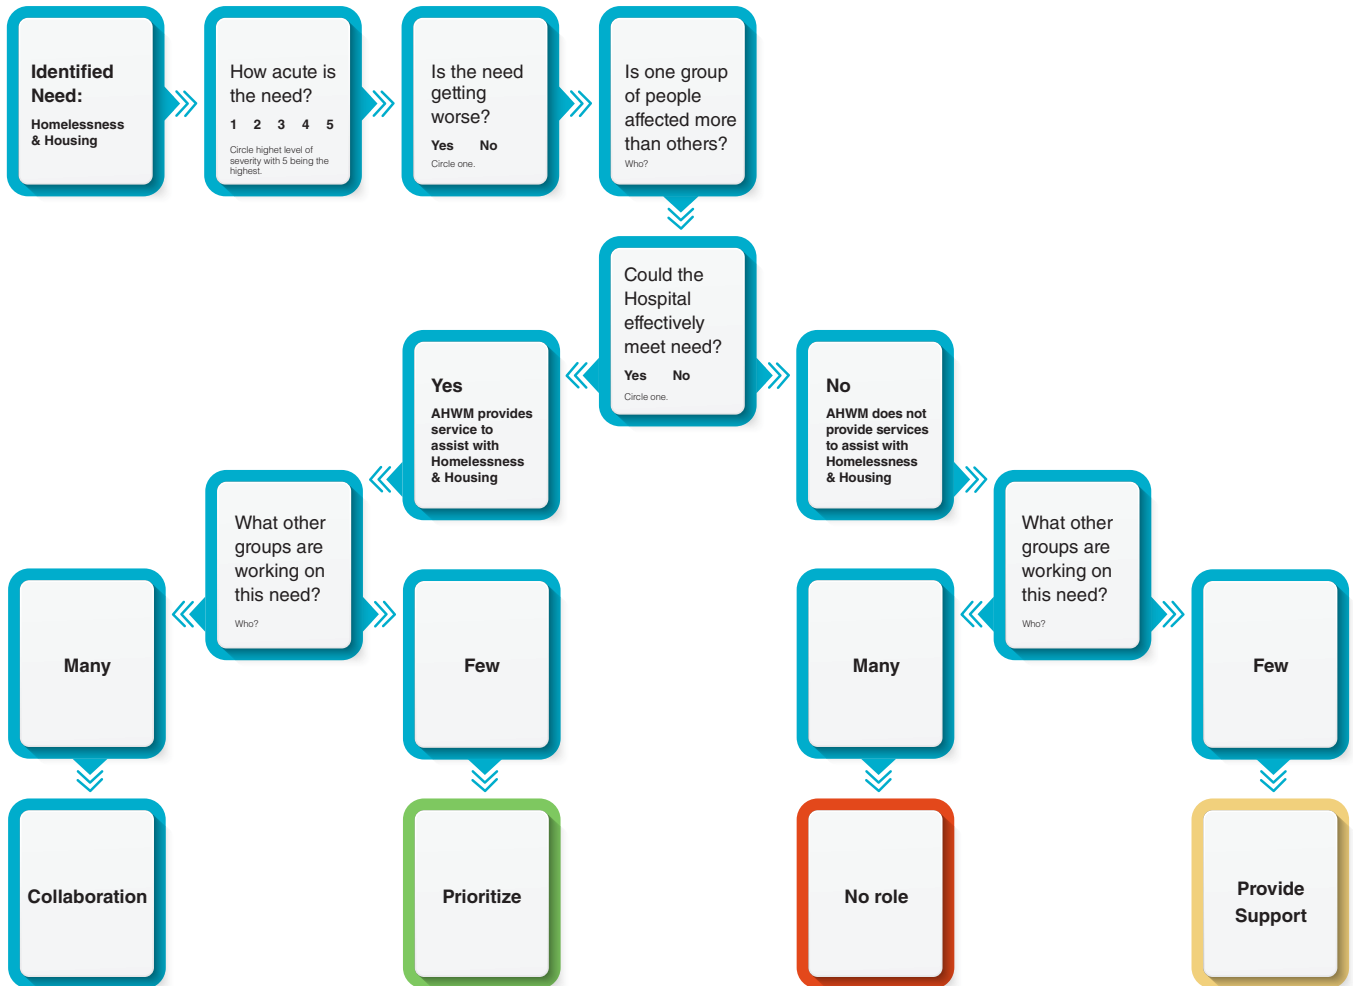 Identified
Need:
Homelessness
& Housing
How acute is
the need?
1 2 3 4 5
Circle highet level of
severity with 5 being the
highest.
Is the need
getting
worse?
Yes No
Circle one.
Is one group
of people
affected more
than others?
Who?
Could the
Hospital
effectively
meet need?
Yes No
Circle one.
Yes
AHWM provides
service to
assist with
Homelessness
& Housing
No
AHWM does not
provide services
to assist with
Homelessness
& Housing
What other
groups are
working on
this need?
Who?
What other
groups are
working on
this need?
Who?
Many
Few
Many
Few
Collaboration
Prioritize
No role
Provide
Support